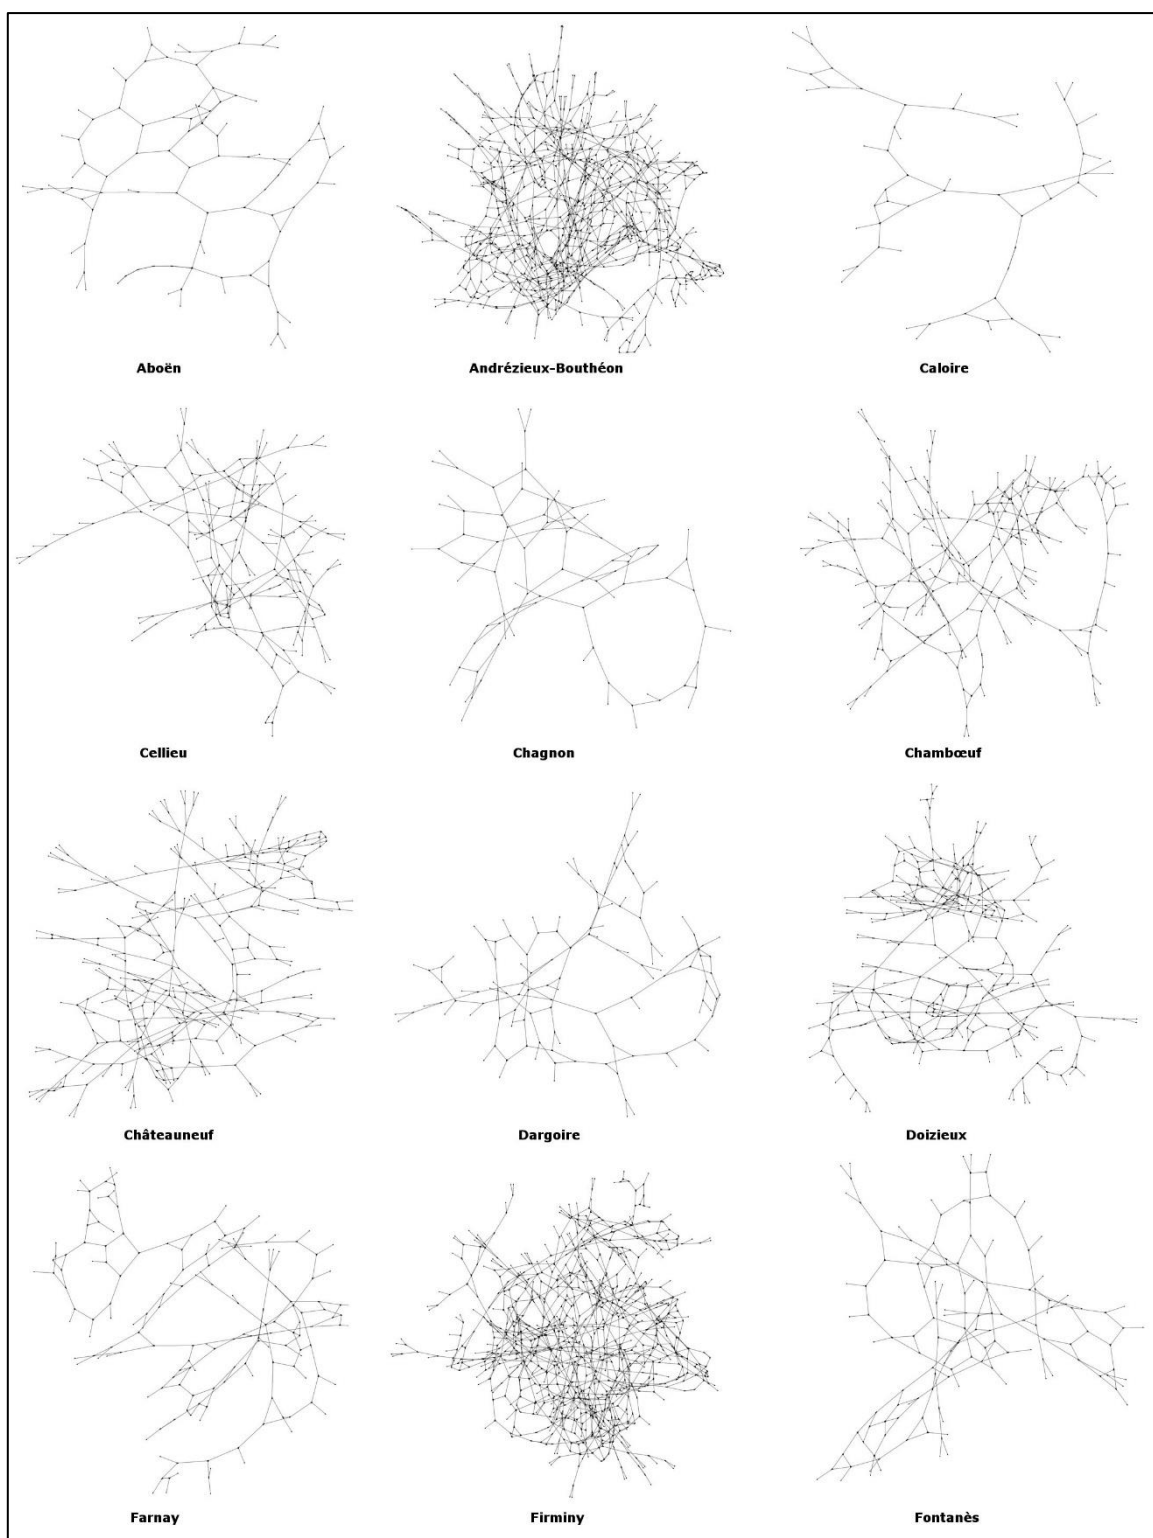 Aboën Andrézieux-Bouthéon Caloire
Cellieu Chagnon Chambœuf
Châteauneuf Dargoire Doizieux
Farnay Firminy Fontanès